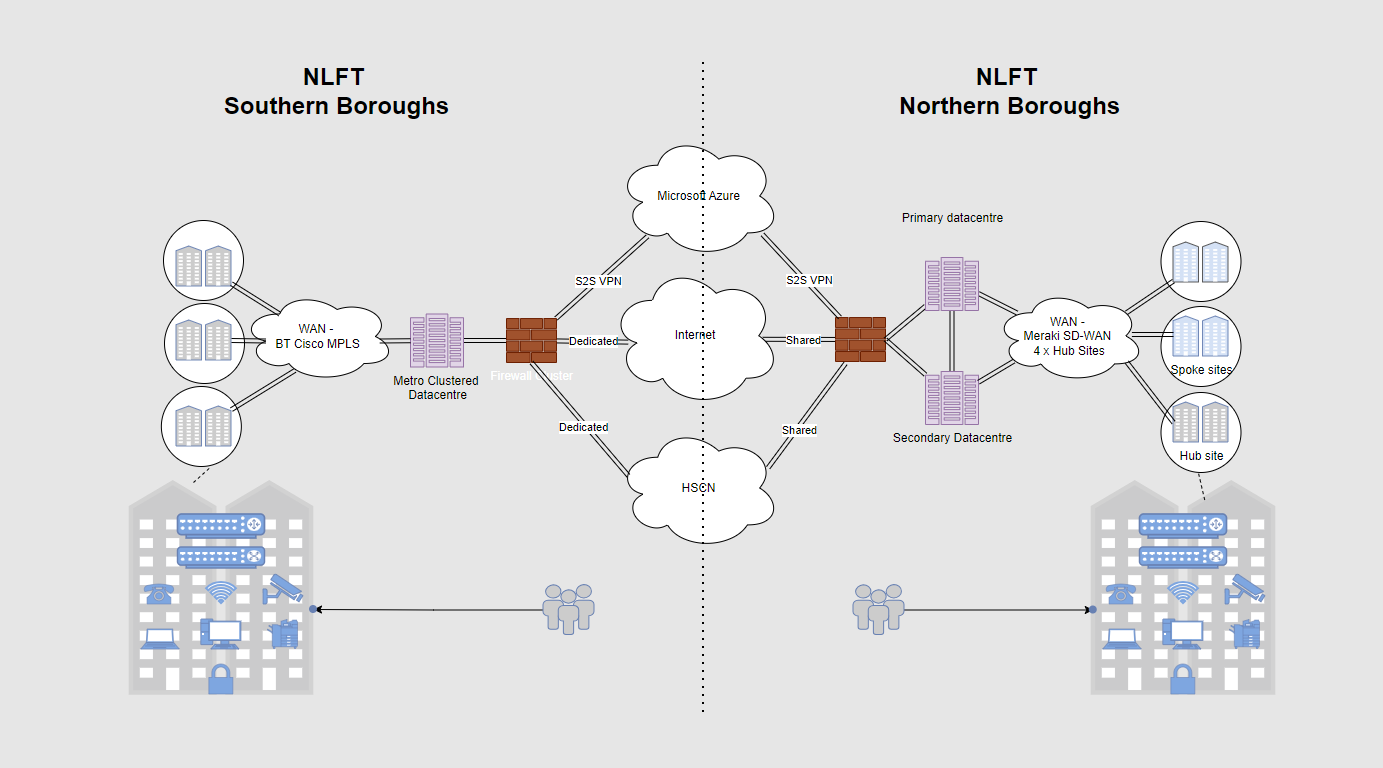 NLFT
Southern Boroughs
NLFT
Northern Boroughs
Microsoft Azure
Primary datacentre
S2S VPN
S2S VPN
WAN -
BT Cisco MPLS
Dedicated
Internet
Shared
WAN -
Meraki SD-WAN
4 x Hub Sites
Spoke sites
Firewall Cluster
Metro Clustered
Datacentre
Dedicated
Shared
Secondary Datacentre
Hub site
HSCN